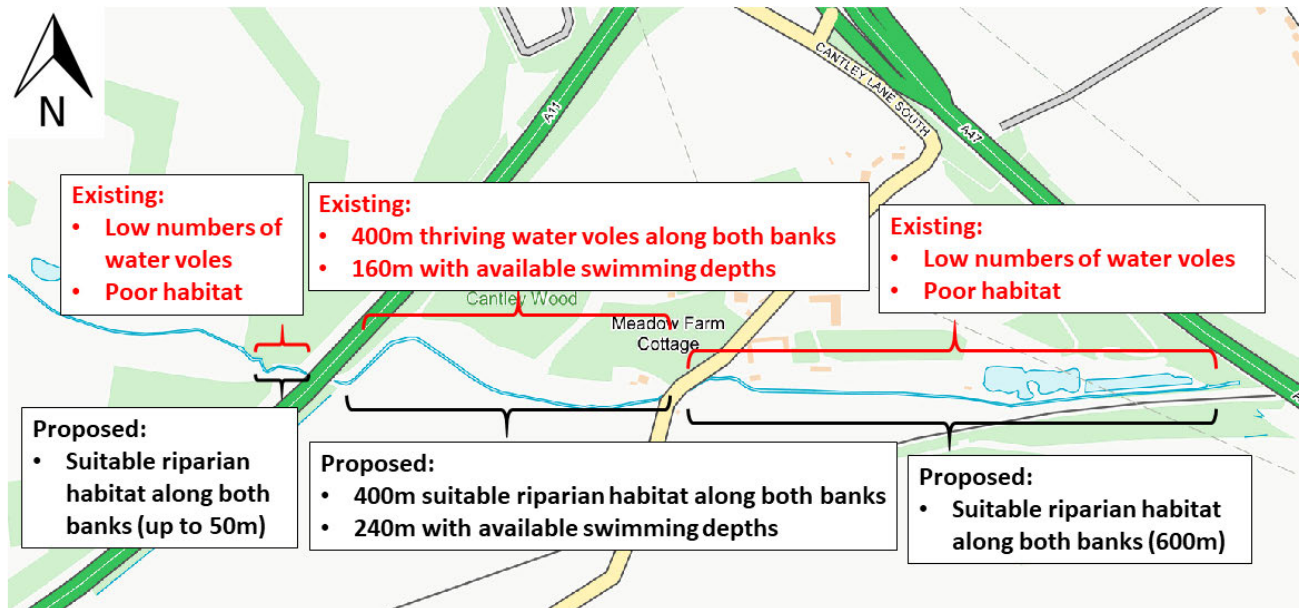 N
A11
CANTLEY LANE SOUTH
A47
Existing:
• Low numbers of
water voles
• Poor habitat
Existing:
• 400m thriving water voles along both banks
• 160m with available swimming depths
Existing:
• Low numbers of water voles
• Poor habitat
Cantley Wood
Meadow Farm
Cottage
Proposed:
• Suitable riparian
habitat along both
banks (up to 50m)
Proposed:
• 400m suitable riparian habitat along both banks
• 240m with available swimming depths
Proposed:
• Suitable riparian habitat
along both banks (600m)